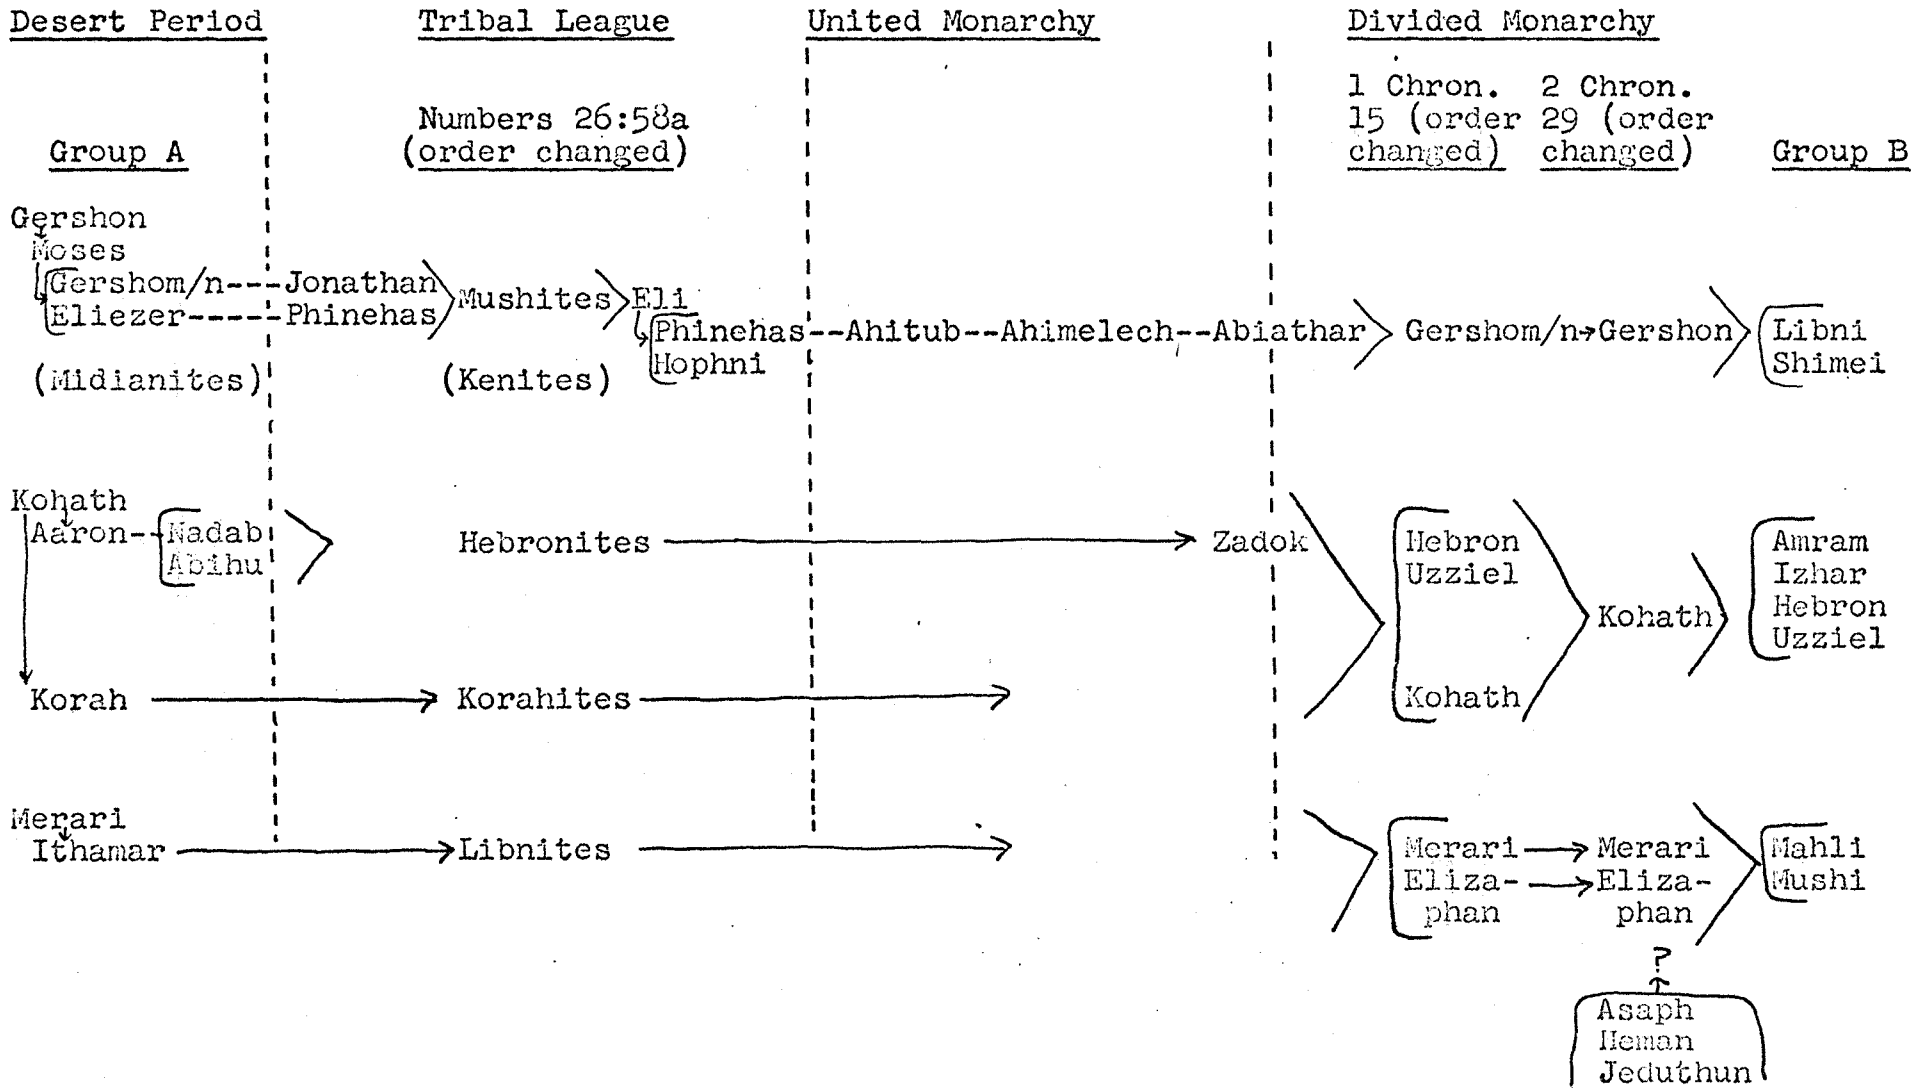 Desert Period Tribal League United Monarchy Divided Monarchy
1 Chron. 2 Chron.
Numbers 26:58a 15 (order 29 (order
Group A (order changed) changed) changed) Group B
Gershon
Moses
Gershom/n---Jonathan Mushites Eli
Eliezer-----Phinehas
Phinehas--Ahitub--Ahimelech--Abiathar Gershom/n→Gershon Libni
Hophni Shimei
(Midianites) (Kenites)
Kohath
Aaron--Nadab Hebronites Zadok Hebron Amram
Abihu Uzziel Izhar
Kohath Hebron
Uzziel
Korah Korahites Kohath
Merari
Ithamar Libnites Merari → Merari Mahli
Eliza- → Eliza- Mushi
phan phan
?
Asaph
Heman
Jeduthun